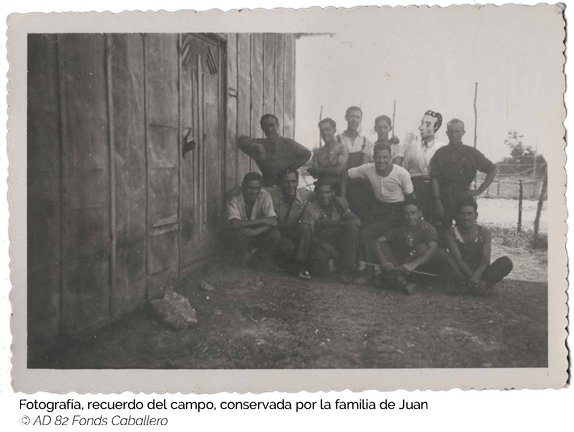 Fotografía, recuerdo del campo, conservada por la familia de Juan
© AD 82 Fonds Caballero